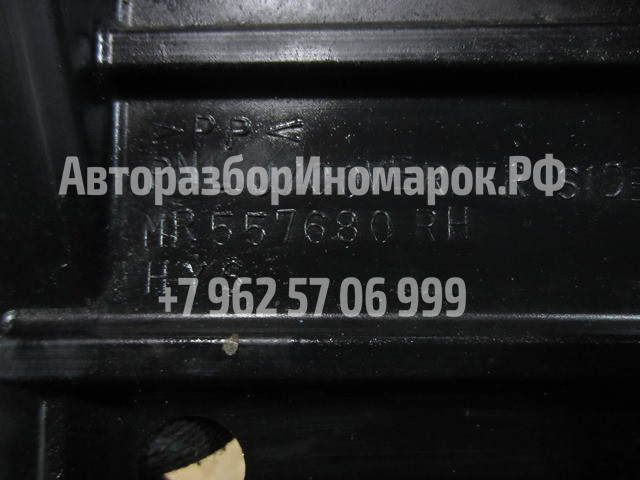 >PP<
АвторазборИномарок.РФ
MR557680 RH
+7 962 57 06 999